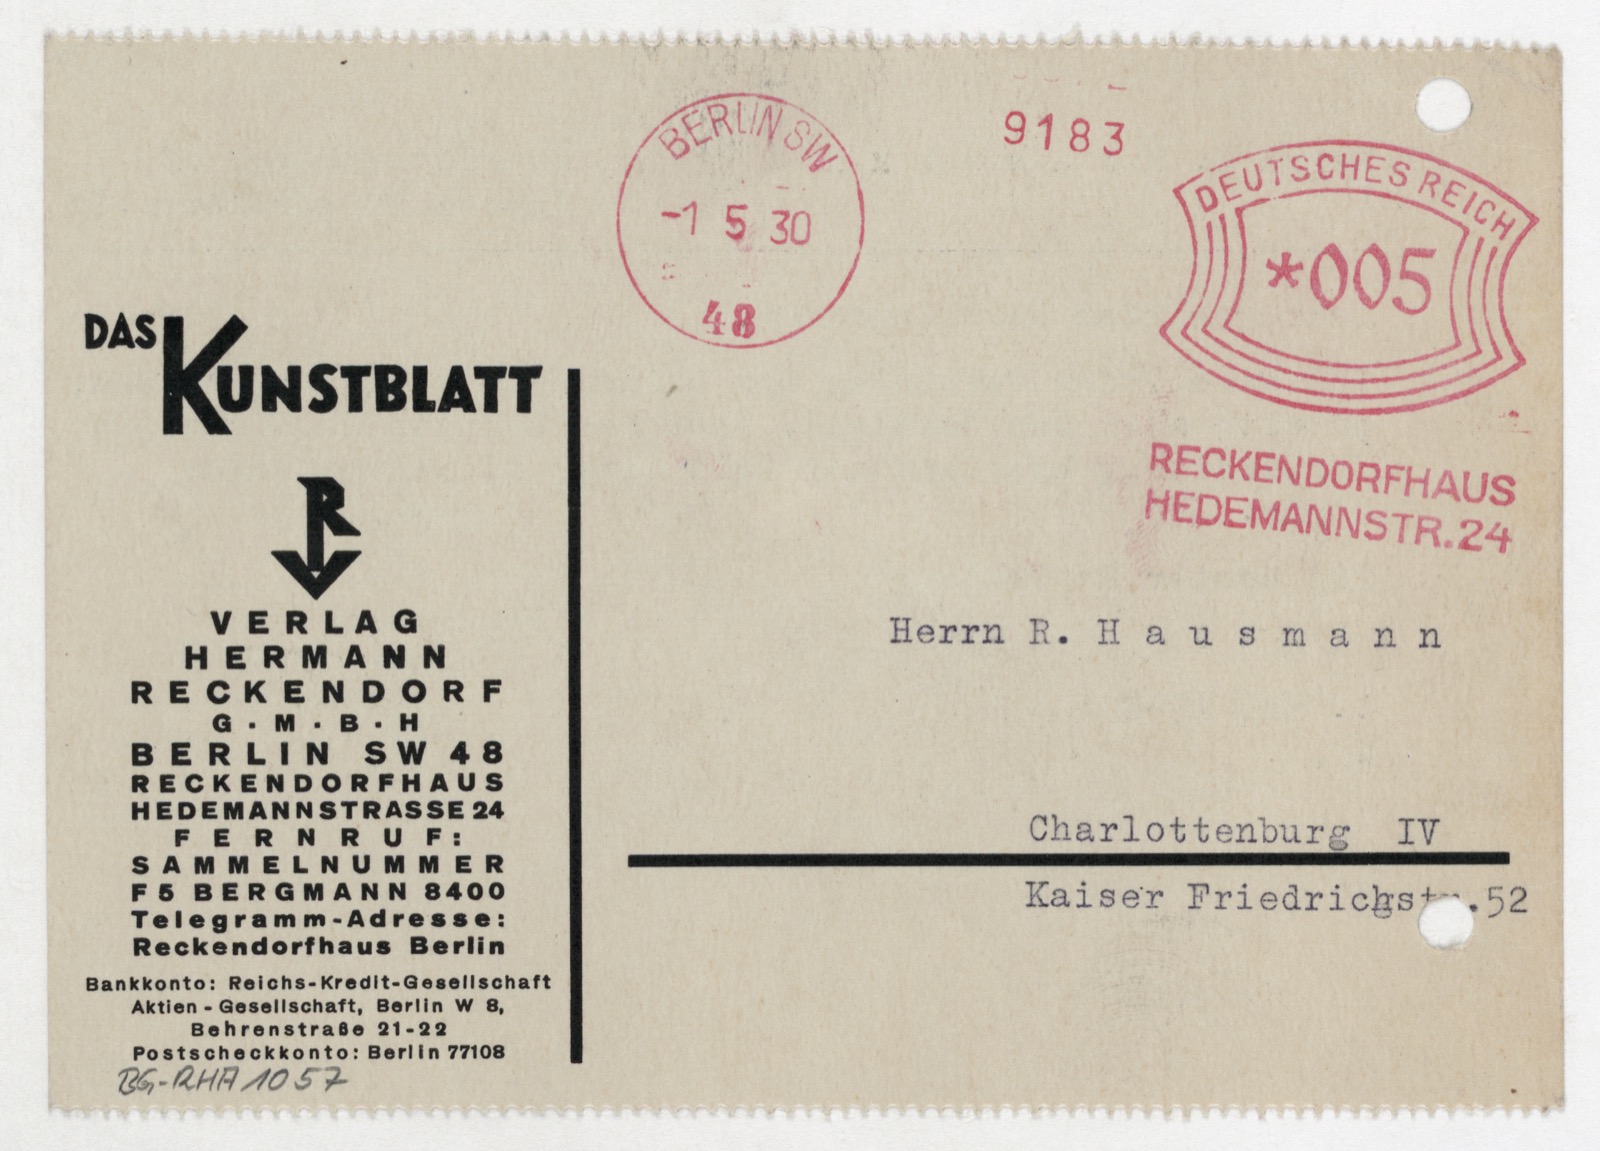 BERLIN SW
-1 5 30
48
9183
DEUTSCHES REICH
*005
RECKENDORFHAUS
HEDEMANNSTR.24
DAS KUNSTBLATT
R
VERLAG
HERMANN
RECKENDORF
G·M·B·H
BERLIN SW 48
RECKENDORFHAUS
HEDEMANNSTRASSE 24
FERNRUF:
SAMMELNUMMER
F5 BERGMANN 8400
Telegramm-Adresse:
Reckendorfhaus Berlin
Bankkonto: Reichs-Kredit-Gesellschaft
Aktien-Gesellschaft, Berlin W 8,
Behrenstraße 21-22
Postscheckkonto: Berlin 77108
BG-RHA 1057
Herrn R. Hausmann
Charlottenburg IV
Kaiser Friedrichstr.52